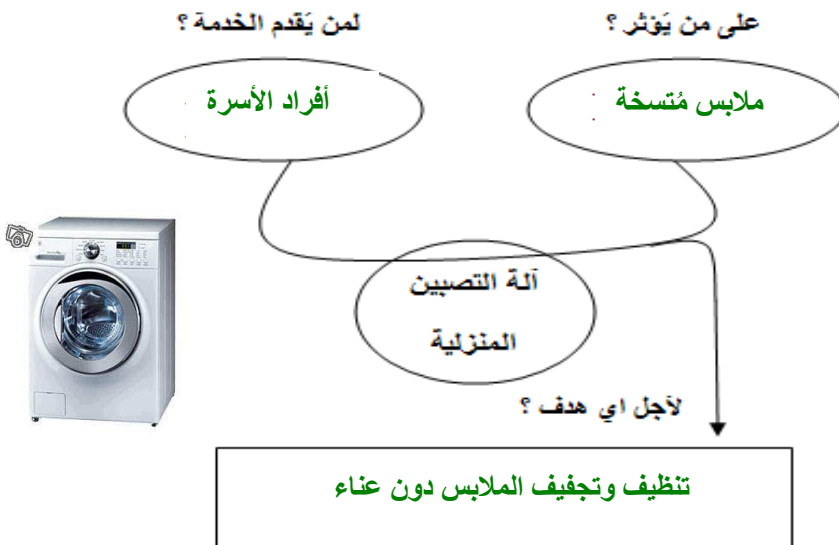 لمن يَقدم الخدمة ؟
على من يَؤثر ؟
أفراد الأسرة
ملابس مُتسخة
آلة التصبين
المنزلية
لآجل اي هدف ؟
تنظيف وتجفيف الملابس دون عناء